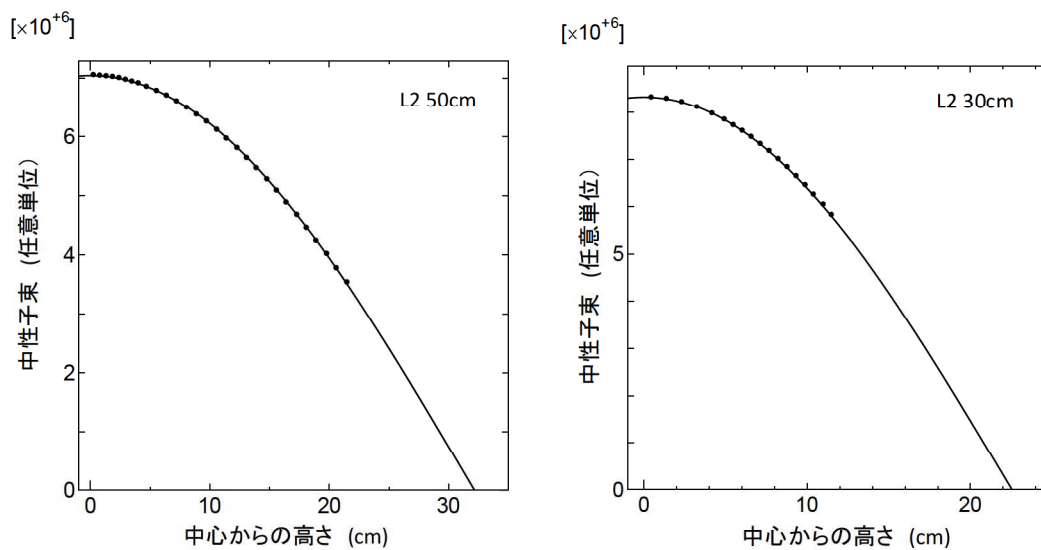 [×10+6]
L2 50cm
中性子束 (任意単位)
6
4
2
0
0 10 20 30
中心からの高さ (cm)
[×10+6]
L2 30cm
中性子束 (任意単位)
5
0
0 10 20
中心からの高さ (cm)